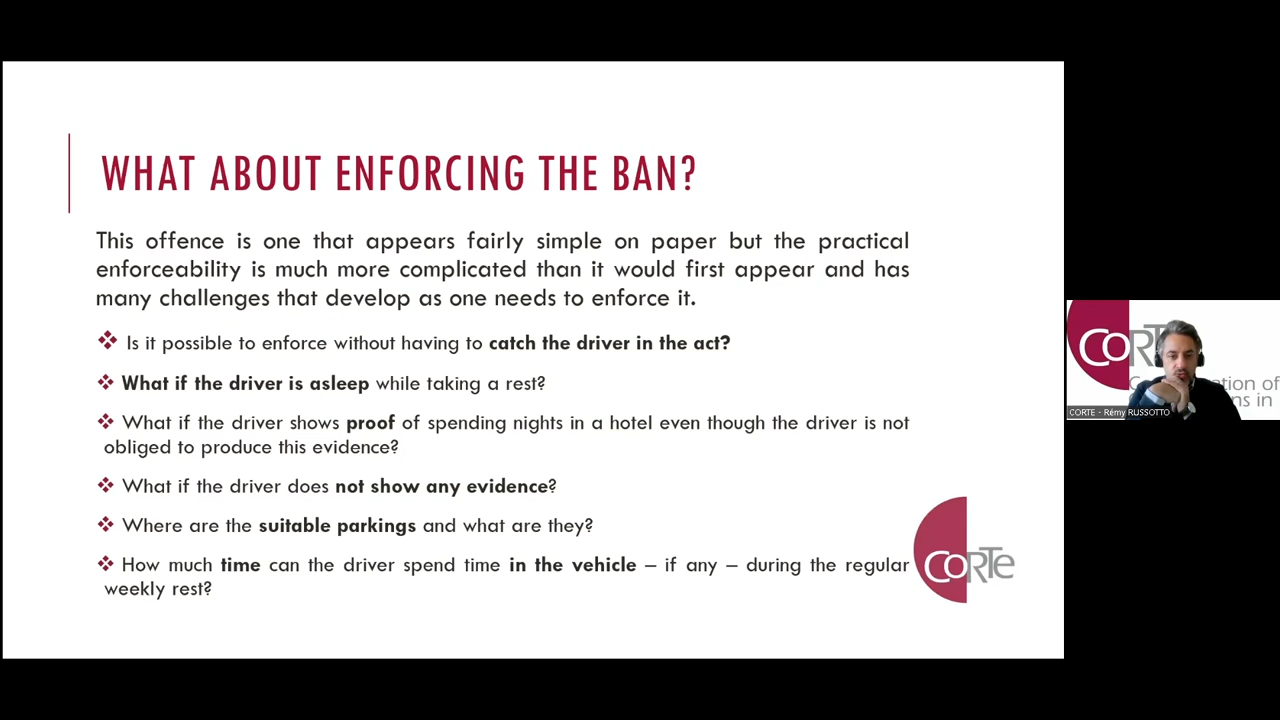 WHAT ABOUT ENFORCING THE BAN?
This offence is one that appears fairly simple on paper but the practical
enforceability is much more complicated than it would first appear and has
many challenges that develop as one needs to enforce it.
❖ Is it possible to enforce without having to catch the driver in the act?
❖ What if the driver is asleep while taking a rest?
❖ What if the driver shows proof of spending nights in a hotel even though the driver is not
obliged to produce this evidence?
❖ What if the driver does not show any evidence?
❖ Where are the suitable parkings and what are they?
❖ How much time can the driver spend time in the vehicle – if any – during the regular
weekly rest?
CORTE
CORT
ation of
ns in
CORTE - Rémy RUSSOTTO